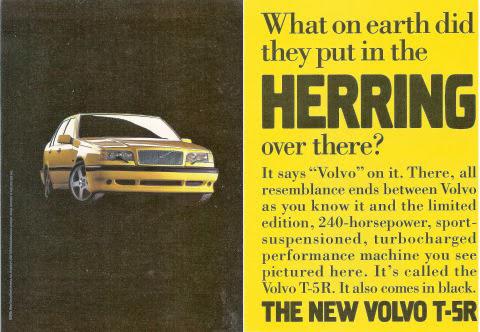 What on earth did
they put in the
HERRING
over there?
It says “Volvo” on it. There, all
resemblance ends between Volvo
as you know it and the limited
edition, 240-horsepower, sport-
suspensioned, turbocharged
performance machine you see
pictured here. It's called the
Volvo T-5R. It also comes in black.
THE NEW VOLVO T-5R